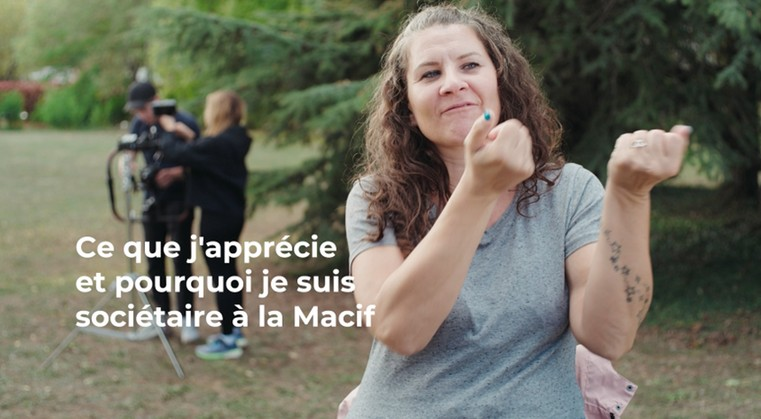 Ce que j'apprécie
et pourquoi je suis
sociétaire à la Macif